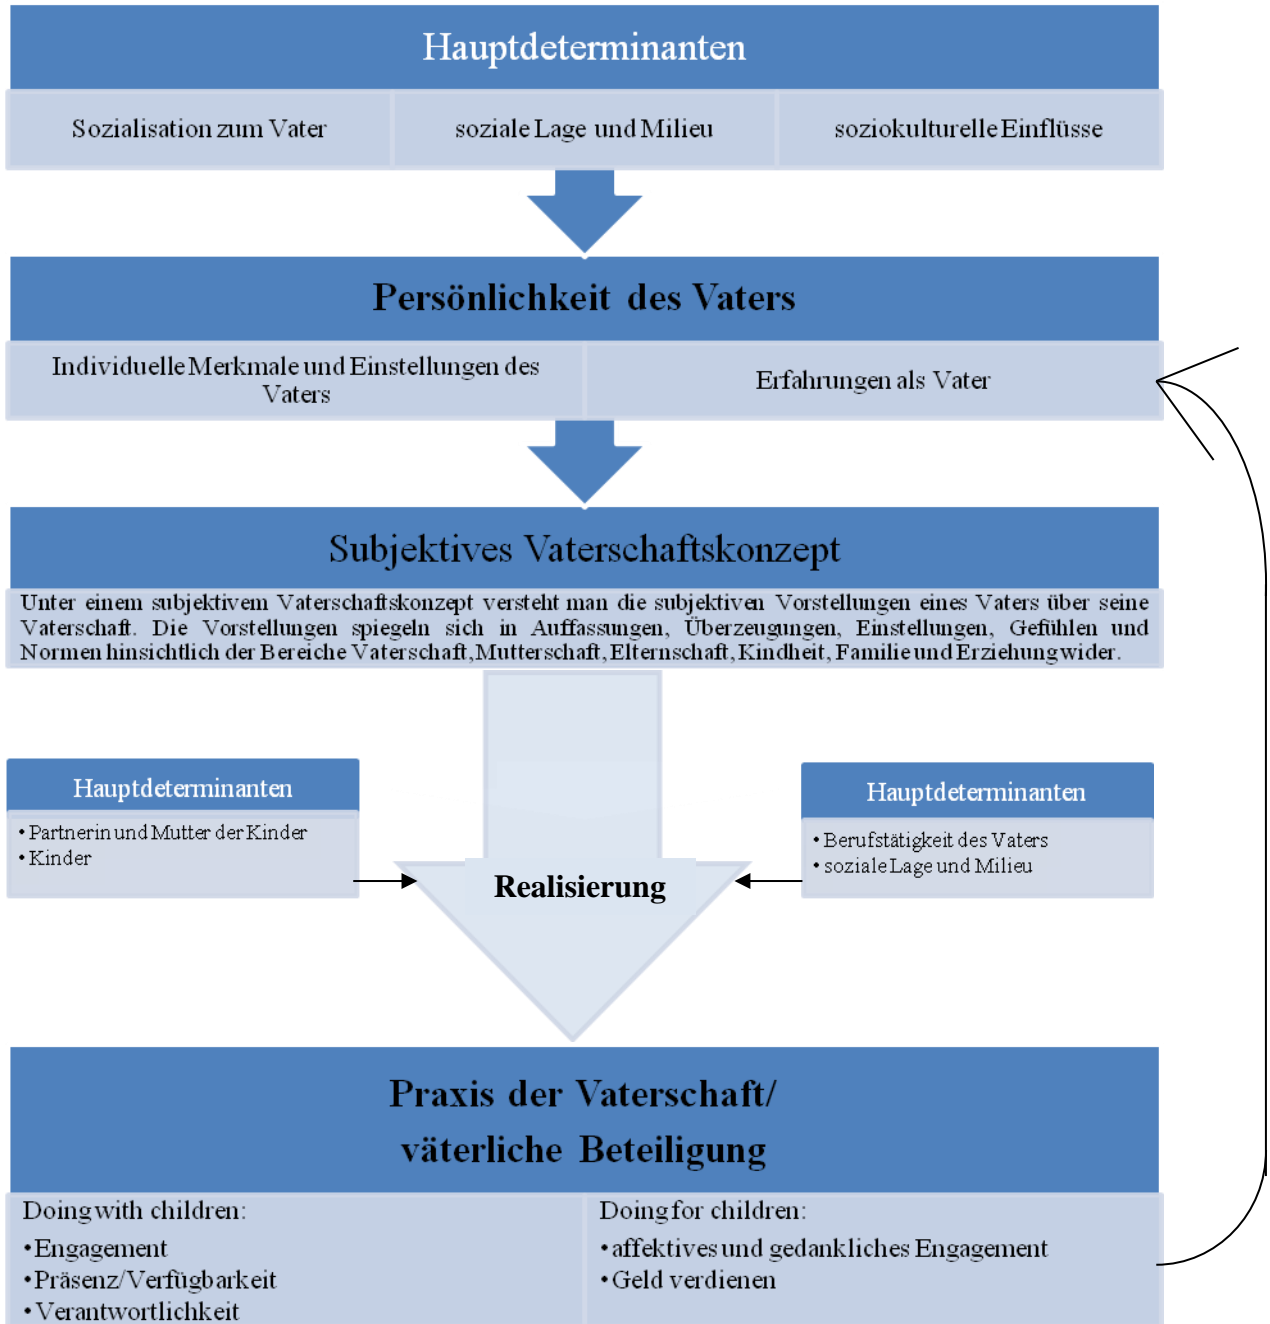 Hauptdeterminanten
Sozialisation zum Vater
soziale Lage und Milieu
soziokulturelle Einflüsse
Persönlichkeit des Vaters
Individuelle Merkmale und Einstellungen des
Vaters
Erfahrungen als Vater
Subjektives Vaterschaftskonzept
Unter einem subjektivem Vaterschaftskonzept versteht man die subjektiven Vorstellungen eines Vaters über seine
Vaterschaft. Die Vorstellungen spiegeln sich in Auffassungen, Überzeugungen, Einstellungen, Gefühlen und
Normen hinsichtlich der Bereiche Vaterschaft, Mutterschaft, Elternschaft, Kindheit, Familie und Erziehung wider.
Hauptdeterminanten
• Partnerin und Mutter der Kinder
• Kinder
Hauptdeterminanten
• Berufstätigkeit des Vaters
• soziale Lage und Milieu
Realisierung
Praxis der Vaterschaft/
väterliche Beteiligung
Doing with children:
• Engagement
• Präsenz/Verfügbarkeit
• Verantwortlichkeit
Doing for children:
• affektives und gedankliches Engagement
• Geld verdienen